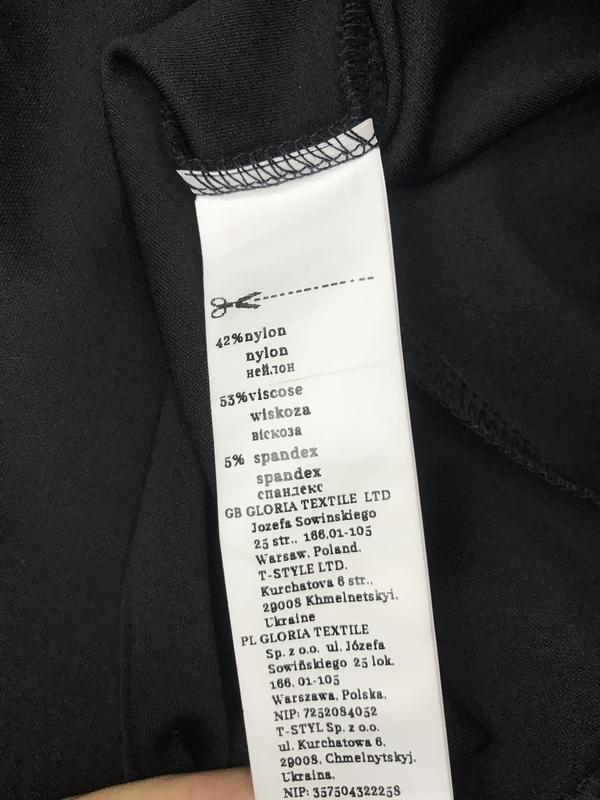 42%nylon
nylon
нейлон
53%viscose
wiskoza
віскоза
5% spandex
spandex
спандекс
GB GLORIA TEXTILE LTD
Jozefa Sowinskiego
25 str., 166,01-105
Warsaw, Poland.
T-STYLE LTD.
Kurchatova 6 str.,
29008 Khmelnetskyi,
Ukraine
PL GLORIA TEXTILE
Sp. z o.o. ul. Józefa
Sowińskiego 25 lok.
166, 01-105
Warszawa, Polska,
NIP: 7252084052
T-STYL Sp. z o.o.
ul. Kurchatowa 6,
29008, Chmelnytskyj,
Ukraina,
NIP: 357504322258